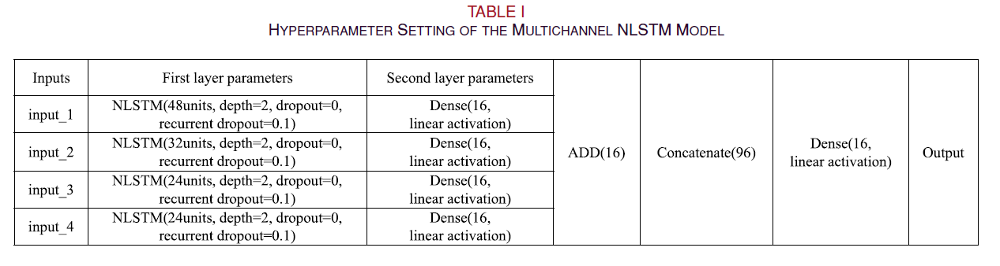 TABLE I
HYPERPARAMETER SETTING OF THE MULTICHANNEL NLSTM MODEL
Inputs
First layer parameters
Second layer parameters
input_1
NLSTM(48units, depth=2, dropout=0,
recurrent dropout=0.1)
Dense(16,
linear activation)
input_2
NLSTM(32units, depth=2, dropout=0,
recurrent dropout=0.1)
Dense(16,
linear activation)
input_3
NLSTM(24units, depth=2, dropout=0,
recurrent dropout=0.1)
Dense(16,
linear activation)
input_4
NLSTM(24units, depth=2, dropout=0,
recurrent dropout=0.1)
Dense(16,
linear activation)
ADD(16)
Concatenate(96)
Dense(16,
linear activation)
Output